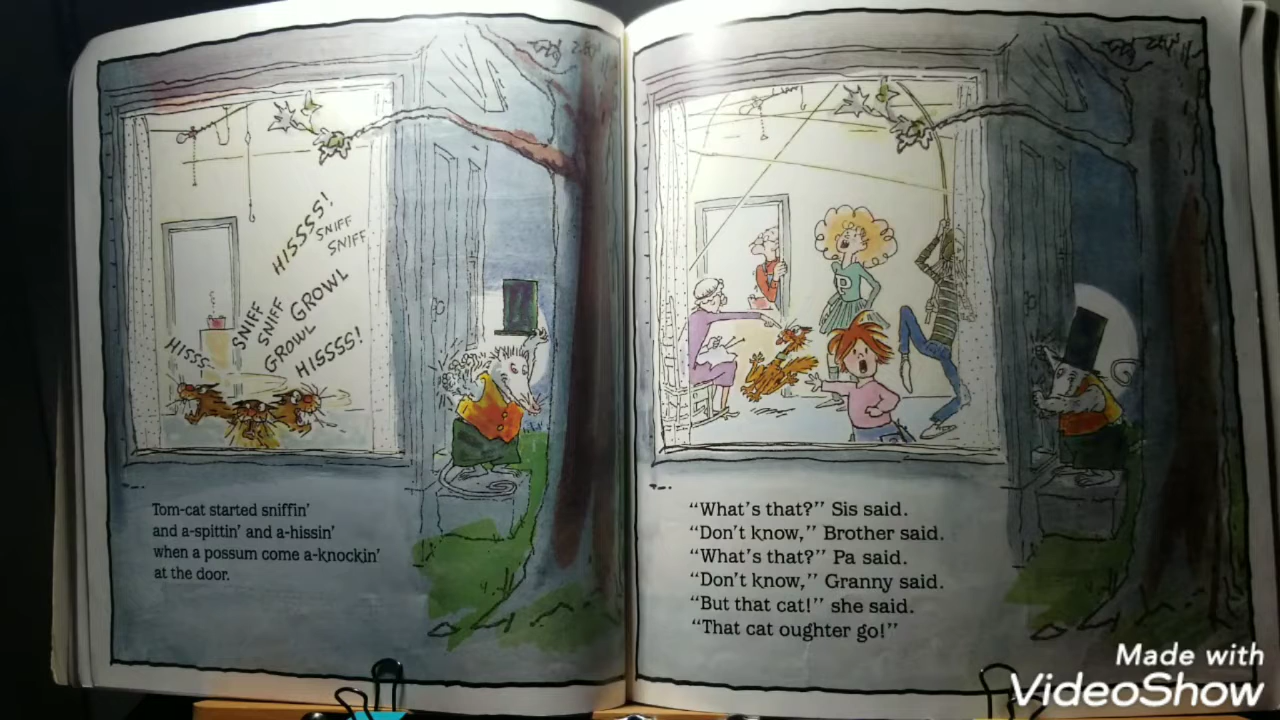 HISSSS!
SNIFF
SNIFF
GROWL
SNIFF
SNIFF
GROWL
HISSSS!
HISSS
Tom-cat started sniffin’
and a-spittin’ and a-hissin’
when a possum come a-knockin’
at the door.
P
“What’s that?” Sis said.
“Don’t know,” Brother said.
“What’s that?” Pa said.
“Don’t know,” Granny said.
“But that cat!” she said.
“That cat oughter go!”
Made with
VideoShow